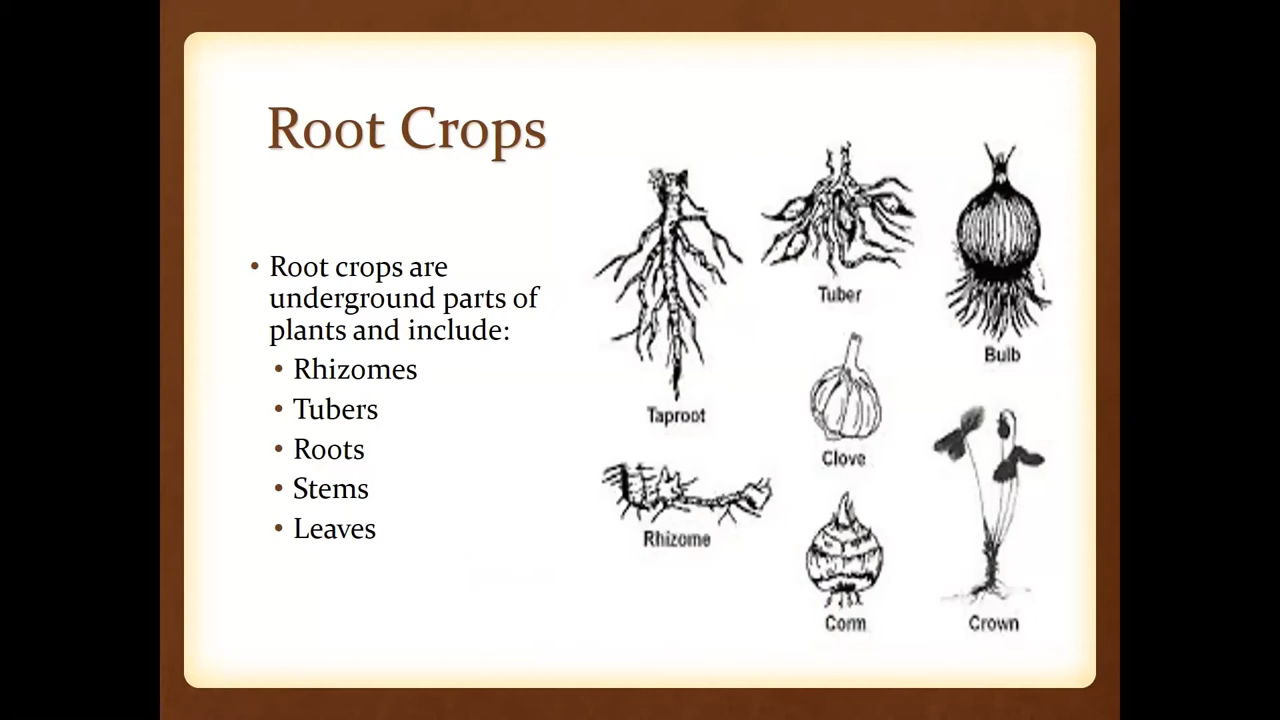 Root Crops
• Root crops are
underground parts of
plants and include:
• Rhizomes
• Tubers
• Roots
• Stems
• Leaves
Taproot
Tuber
Bulb
Clove
Rhizome
Corm
Crown